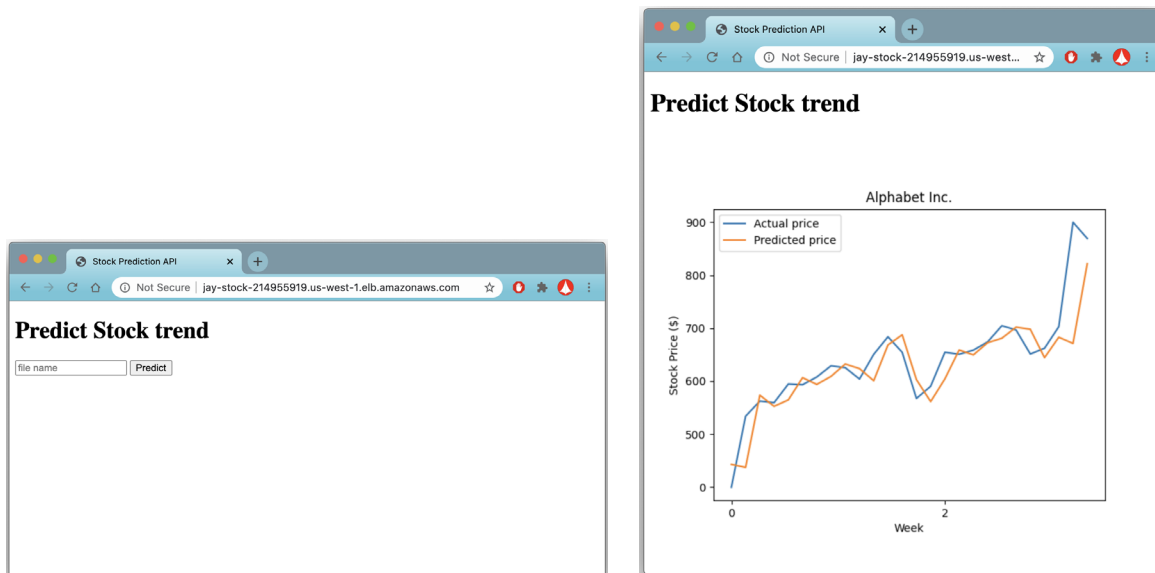 Stock Prediction API
Not Secure | jay-stock-214955919.us-west-1.elb.amazonaws.com
Predict Stock trend
file name Predict
Stock Prediction API
Not Secure | jay-stock-214955919.us-west...
Predict Stock trend
Alphabet Inc.
Actual price
Predicted price
Stock Price ($)
900
800
700
600
500
0
0 2
Week